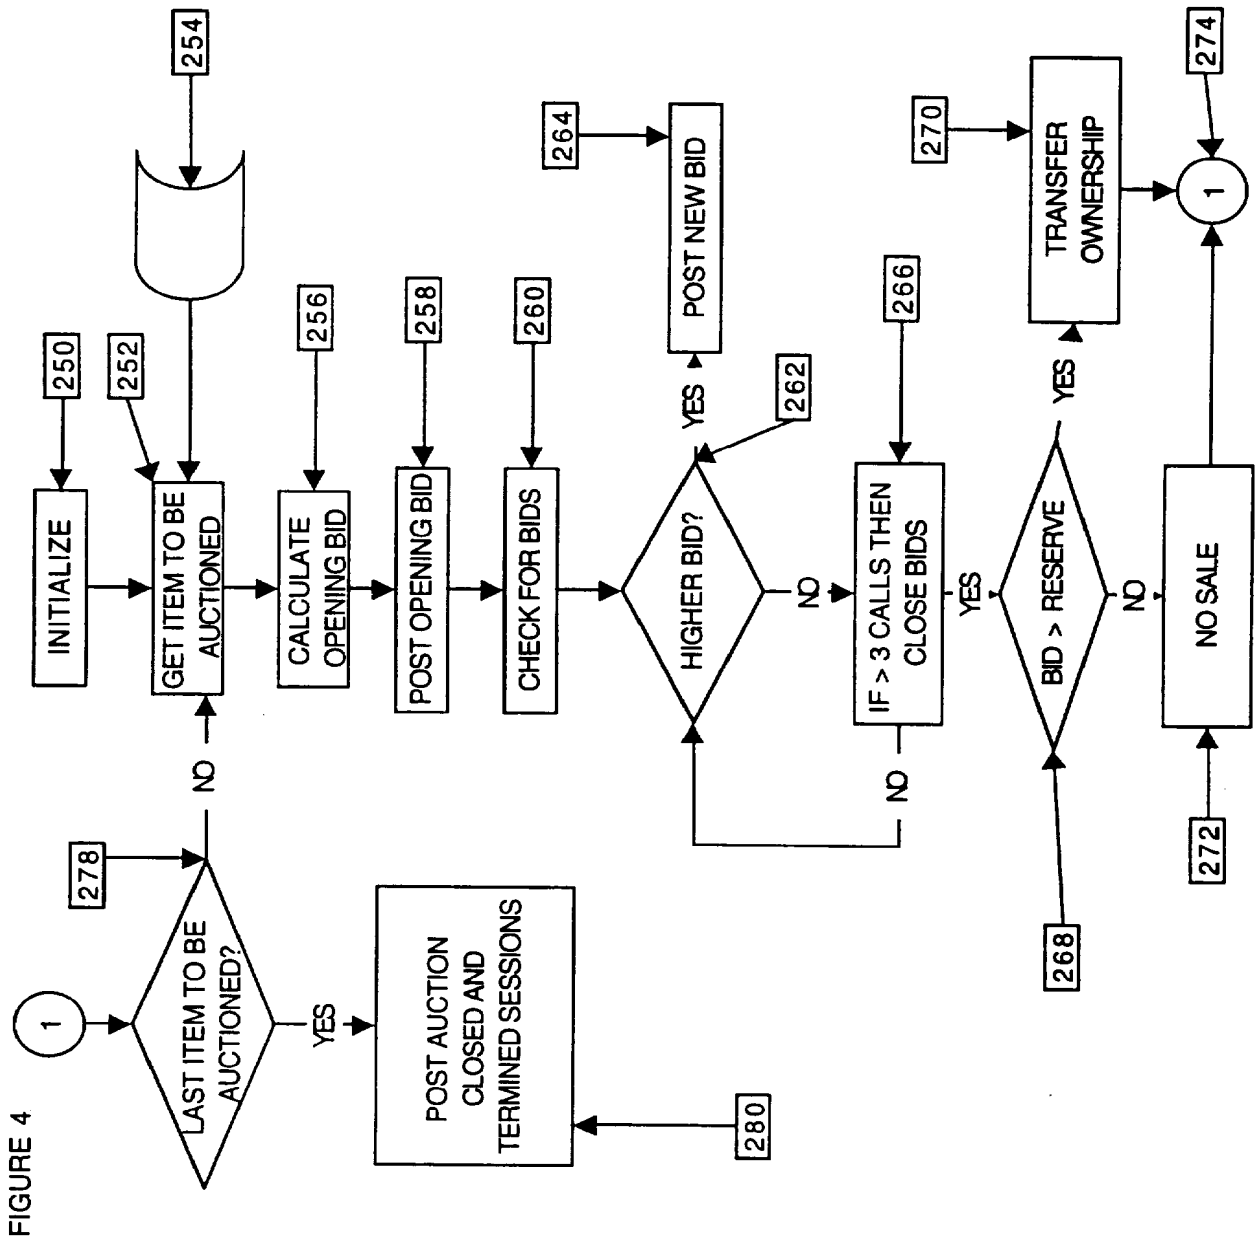 FIGURE 4
1
278
LAST ITEM TO BE
AUCTIONED?
NO
YES
POST AUCTION
CLOSED AND
TERMINED SESSIONS
280
INITIALIZE
250
252
GET ITEM TO BE
AUCTIONED
254
CALCULATE
OPENING BID
256
POST OPENING BID
258
CHECK FOR BIDS
260
HIGHER BID?
262
YES
POST NEW BID
264
NO
IF > 3 CALLS THEN
CLOSE BIDS
266
NO
YES
BID > RESERVE
268
YES
TRANSFER
OWNERSHIP
270
NO
NO SALE
272
1
274